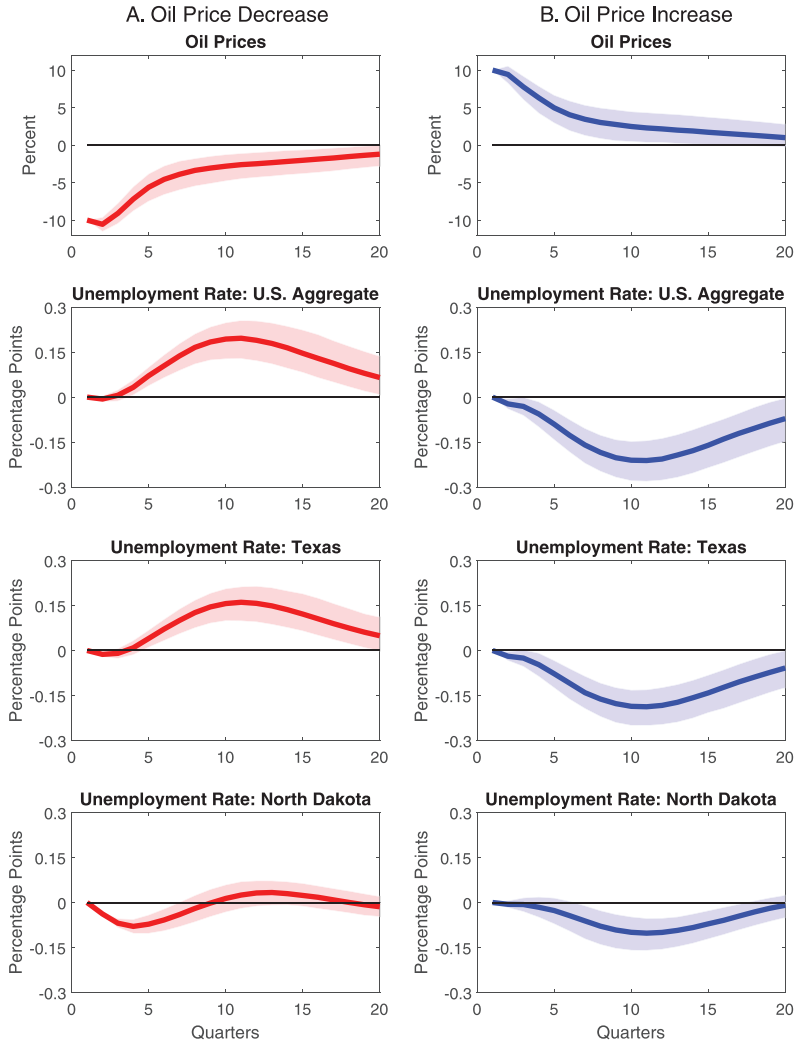 A. Oil Price Decrease
Oil Prices
10
5
0
-5
-10
Percent
0 5 10 15 20
Unemployment Rate: U.S. Aggregate
0.3
0.15
0
-0.15
-0.3
Percentage Points
0 5 10 15 20
Unemployment Rate: Texas
0.3
0.15
0
-0.15
-0.3
Percentage Points
0 5 10 15 20
Unemployment Rate: North Dakota
0.3
0.15
0
-0.15
-0.3
Percentage Points
0 5 10 15 20
Quarters
B. Oil Price Increase
Oil Prices
10
5
0
-5
-10
Percent
0 5 10 15 20
Unemployment Rate: U.S. Aggregate
0.3
0.15
0
-0.15
-0.3
Percentage Points
0 5 10 15 20
Unemployment Rate: Texas
0.3
0.15
0
-0.15
-0.3
Percentage Points
0 5 10 15 20
Unemployment Rate: North Dakota
0.3
0.15
0
-0.15
-0.3
Percentage Points
0 5 10 15 20
Quarters